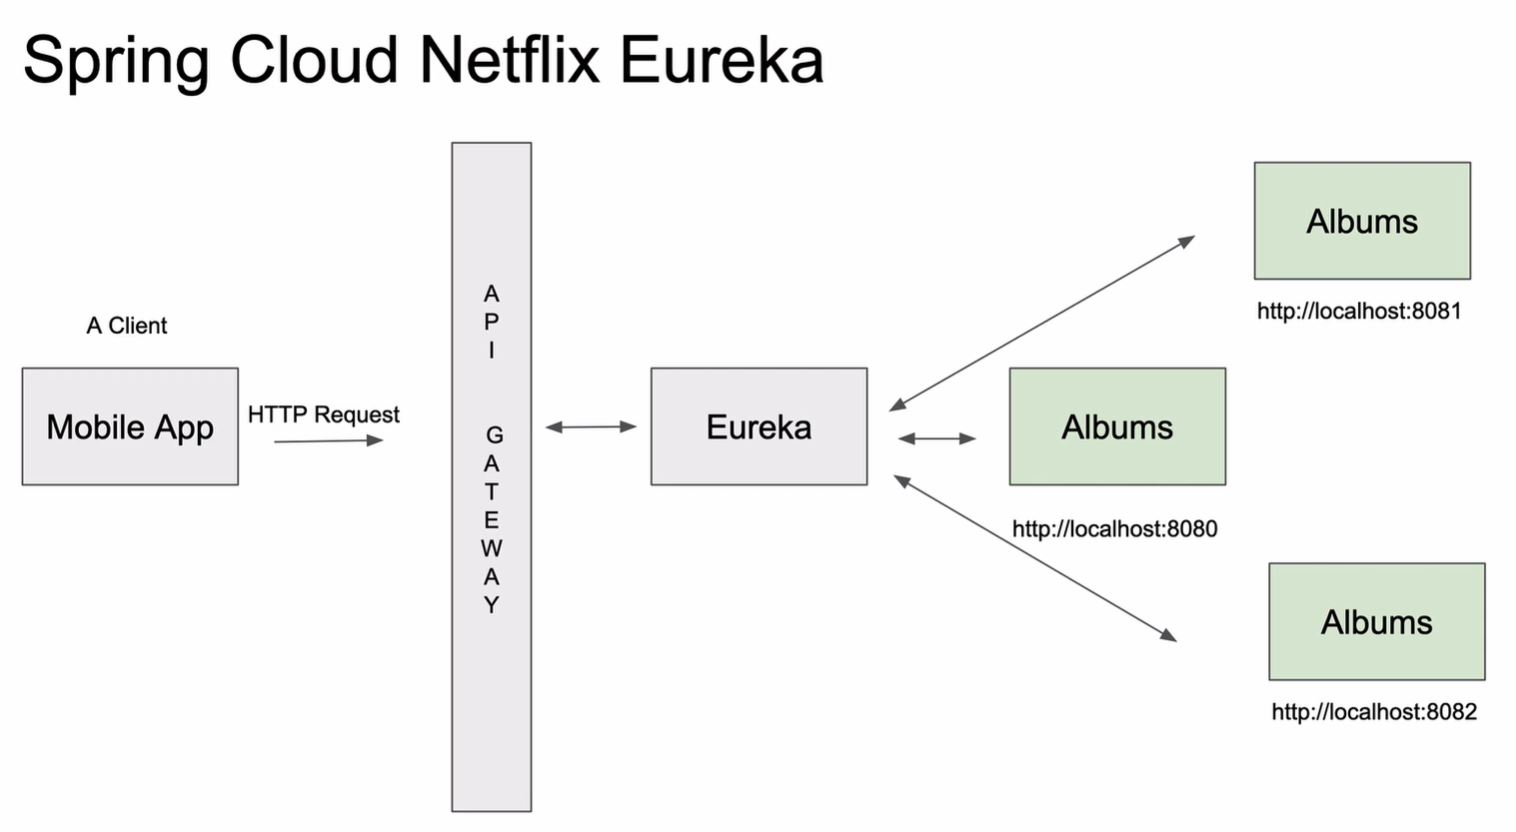 Spring Cloud Netflix Eureka
A Client
Mobile App
HTTP Request
API GATEWAY
Eureka
Albums
http://localhost:8081
Albums
http://localhost:8080
Albums
http://localhost:8082